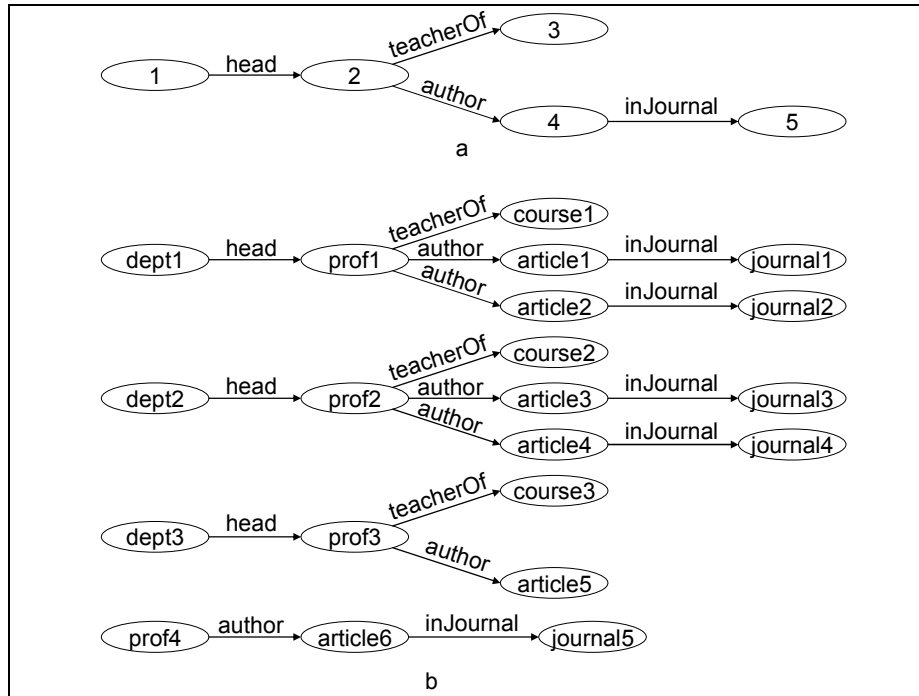 teacherOf 3
1 head 2
author 4 inJournal 5
a
teacherOf course1
dept1 head prof1 author article1 inJournal journal1
author article2 inJournal journal2
teacherOf course2
dept2 head prof2 author article3 inJournal journal3
author article4 inJournal journal4
teacherOf course3
dept3 head prof3
author article5
prof4 author article6 inJournal journal5
b